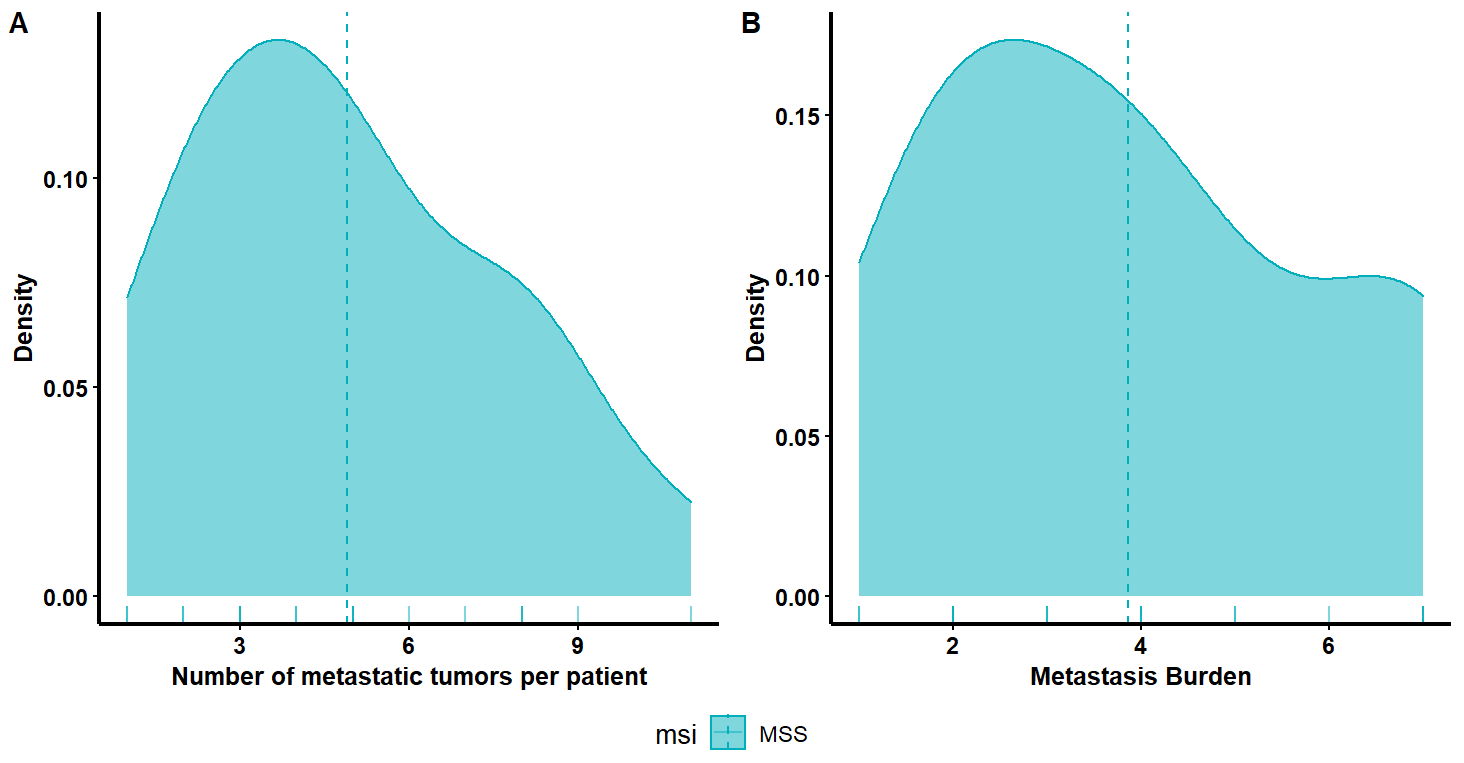 A
Density
0.10
0.05
0.00
3 6 9
Number of metastatic tumors per patient
B
Density
0.15
0.10
0.05
0.00
2 4 6
Metastasis Burden
msi MSS